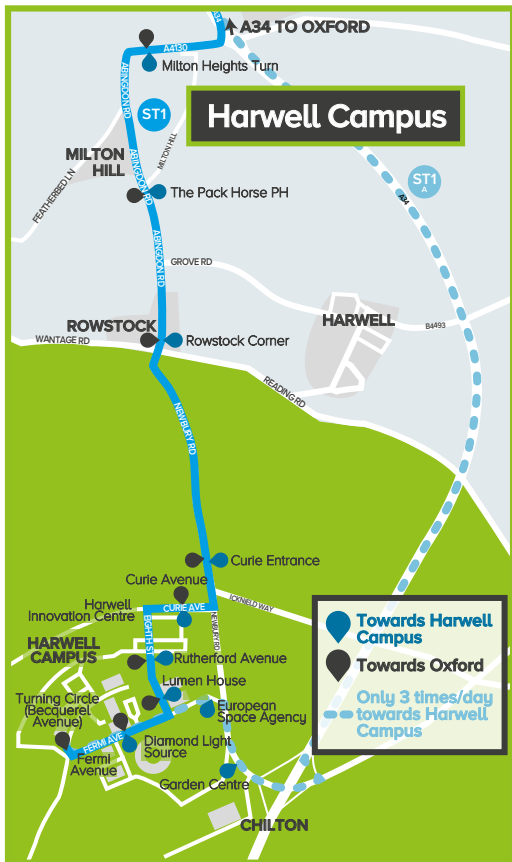 A34
A34 TO OXFORD
A4130
Milton Heights Turn
ABINGDON RD
ST1
Harwell Campus
MILTON
HILL
MILTON HILL
ABINGDON RD
FEATHERBED LN
The Pack Horse PH
ST1
A
A34
ABINGDON RD
GROVE RD
HARWELL
B4493
ROWSTOCK
WANTAGE RD
Rowstock Corner
READING RD
NEWBURY RD
Curie Entrance
Curie Avenue
ICKNIELD WAY
Harwell
Innovation Centre
CURIE AVE
EIGHTH ST
NEWBURY RD
HARWELL
CAMPUS
Rutherford Avenue
Lumen House
Turning Circle
(Becquerel
Avenue)
European
Space Agency
FERMI AVE
Fermi
Avenue
Diamond Light
Source
Garden Centre
CHILTON
Towards Harwell
Campus
Towards Oxford
Only 3 times/day
towards Harwell
Campus